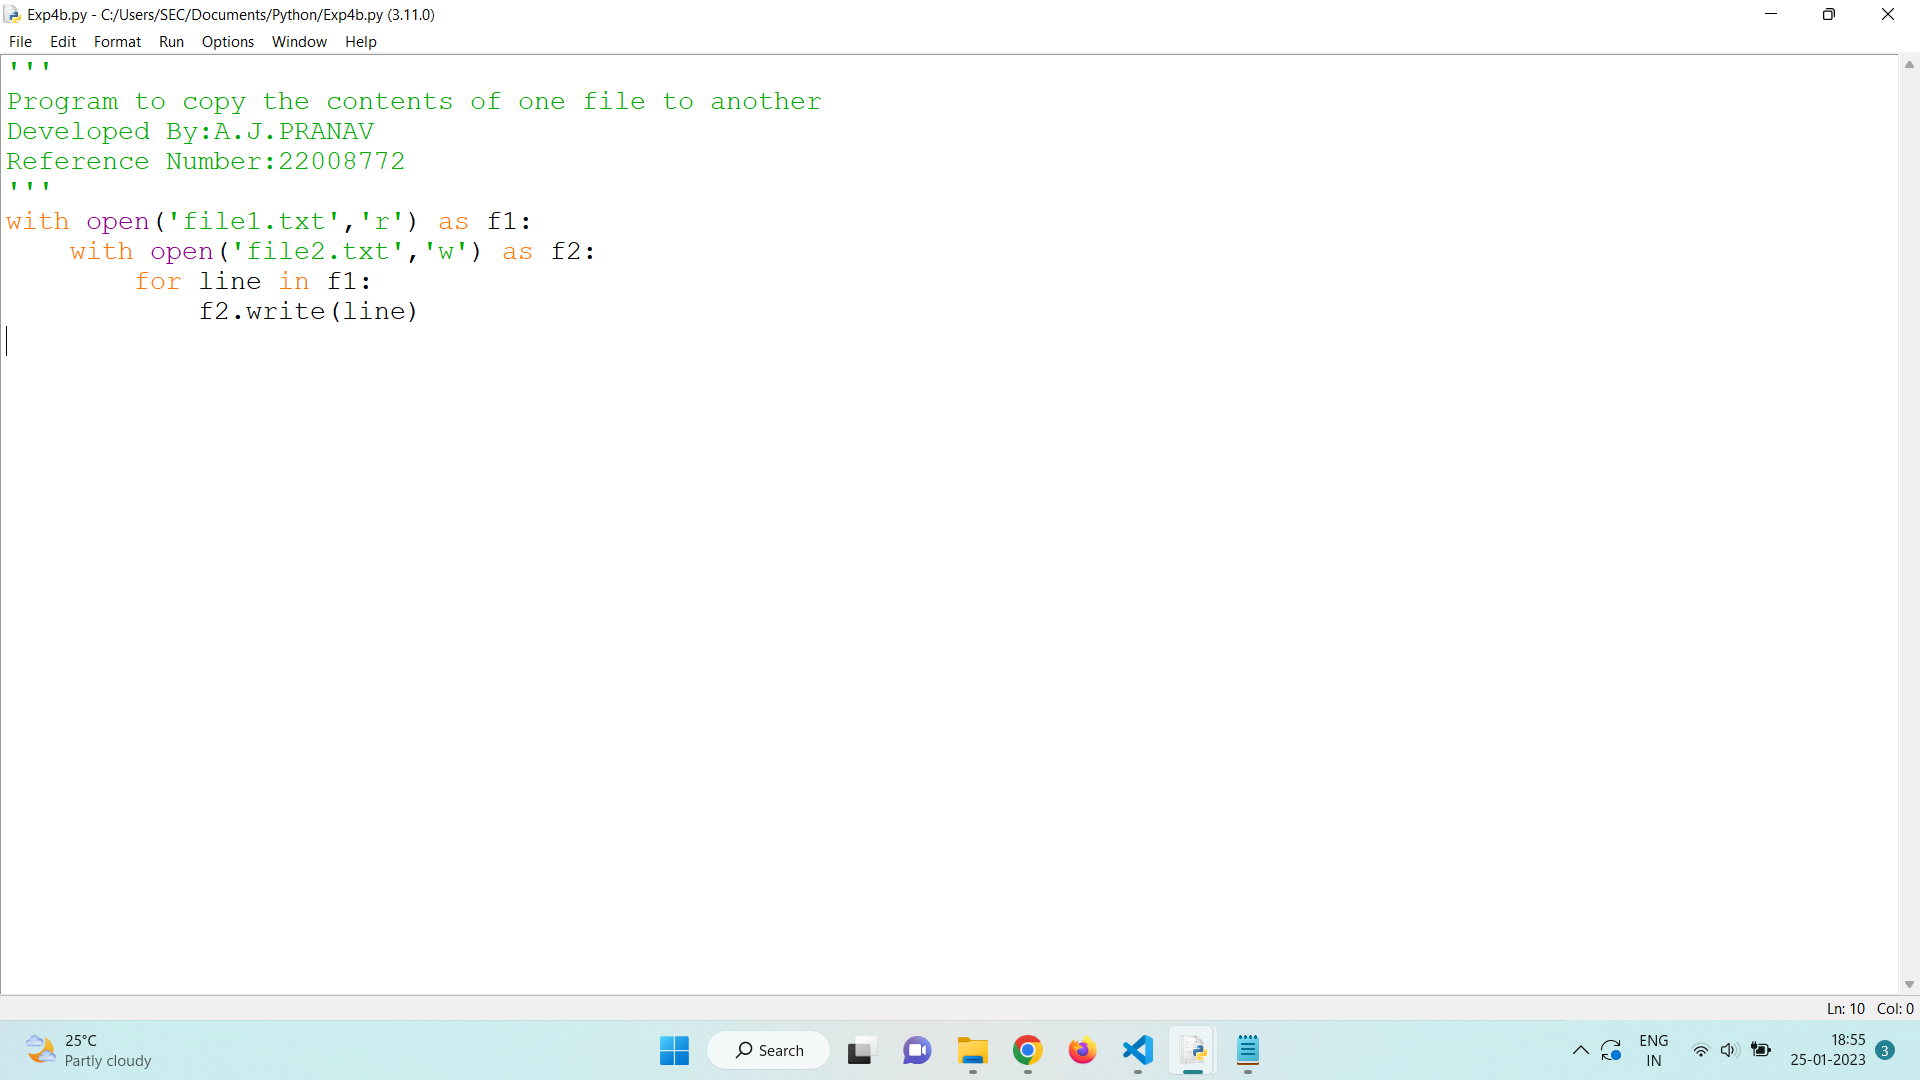 Exp4b.py - C:/Users/SEC/Documents/Python/Exp4b.py (3.11.0)
File Edit Format Run Options Window Help
'''
Program to copy the contents of one file to another
Developed By:A.J.PRANAV
Reference Number:22008772
'''
with open('file1.txt','r') as f1:
    with open('file2.txt','w') as f2:
        for line in f1:
            f2.write(line)
Ln: 10 Col: 0
25°C
Partly cloudy
Search
ENG
IN
18:55
25-01-2023
3